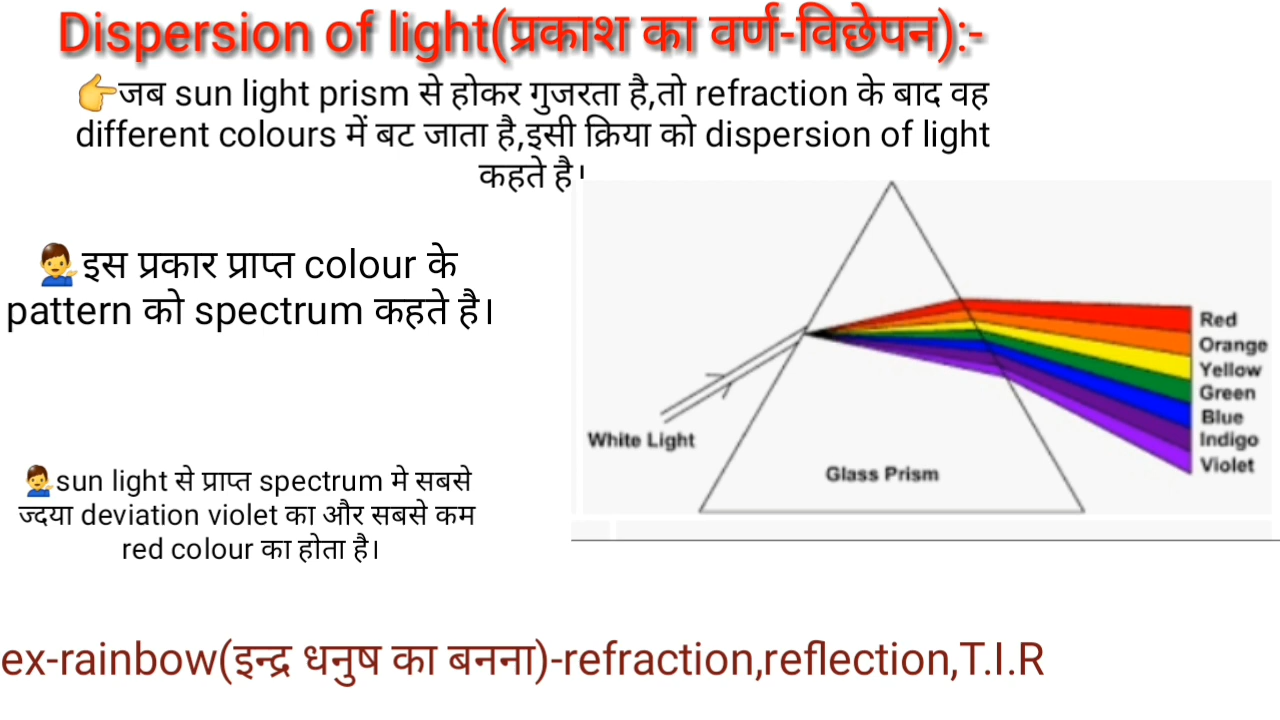 Dispersion of light(प्रकाश का वर्ण-विछेपन):-
👉जब sun light prism से होकर गुजरता है,तो refraction के बाद वह
different colours में बट जाता है,इसी क्रिया को dispersion of light
कहते है।
💁‍♂️इस प्रकार प्राप्त colour के
pattern को spectrum कहते है।
Red
Orange
Yellow
Green
Blue
Indigo
Violet
White Light
Glass Prism
💁‍♂️sun light से प्राप्त spectrum मे सबसे
ज्दया deviation violet का और सबसे कम
red colour का होता है।
ex-rainbow(इन्द्र धनुष का बनना)-refraction,reflection,T.I.R